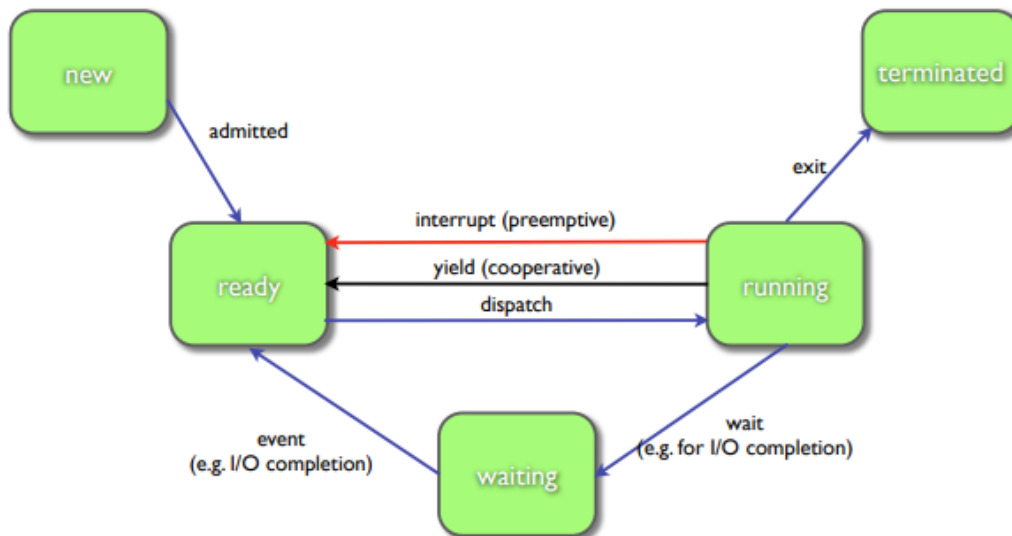 new
terminated
admitted
exit
interrupt (preemptive)
yield (cooperative)
ready
running
dispatch
event
(e.g. I/O completion)
wait
(e.g. for I/O completion)
waiting